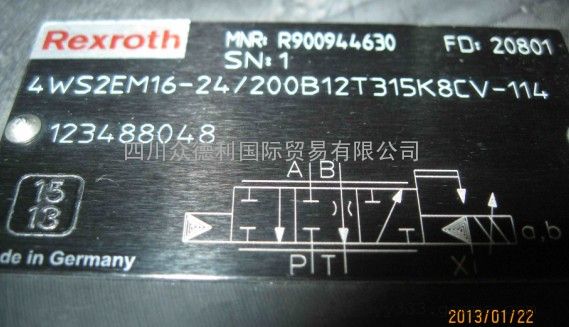 Rexroth
MNR: R900944630 FD: 20801
SN: 1
4WS2EM16-24/200B12T315K8CV-114
123488048
四川众德利国际贸易有限公司
15
13
A B
a,b
P T X
de in Germany
2013/01/22